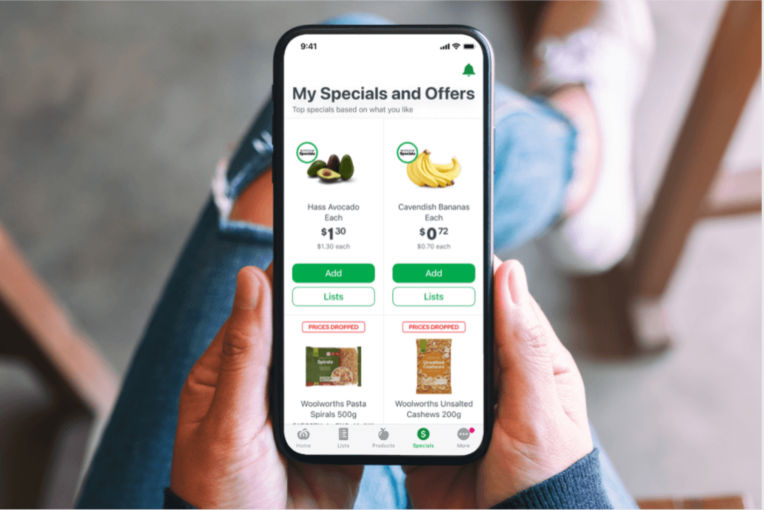 9:41
My Specials and Offers
Top specials based on what you like
Specials
Specials
Hass Avocado
Each
$1 30
$1.30 each
Add
Lists
Cavendish Bananas
Each
$0 72
$0.70 each
Add
Lists
PRICES DROPPED
Spirals
Woolworths Pasta
Spirals 500g
PRICES DROPPED
Unsalted
Cashews
Woolworths Unsalted
Cashews 200g
Home
Lists
Products
$
Specials
More